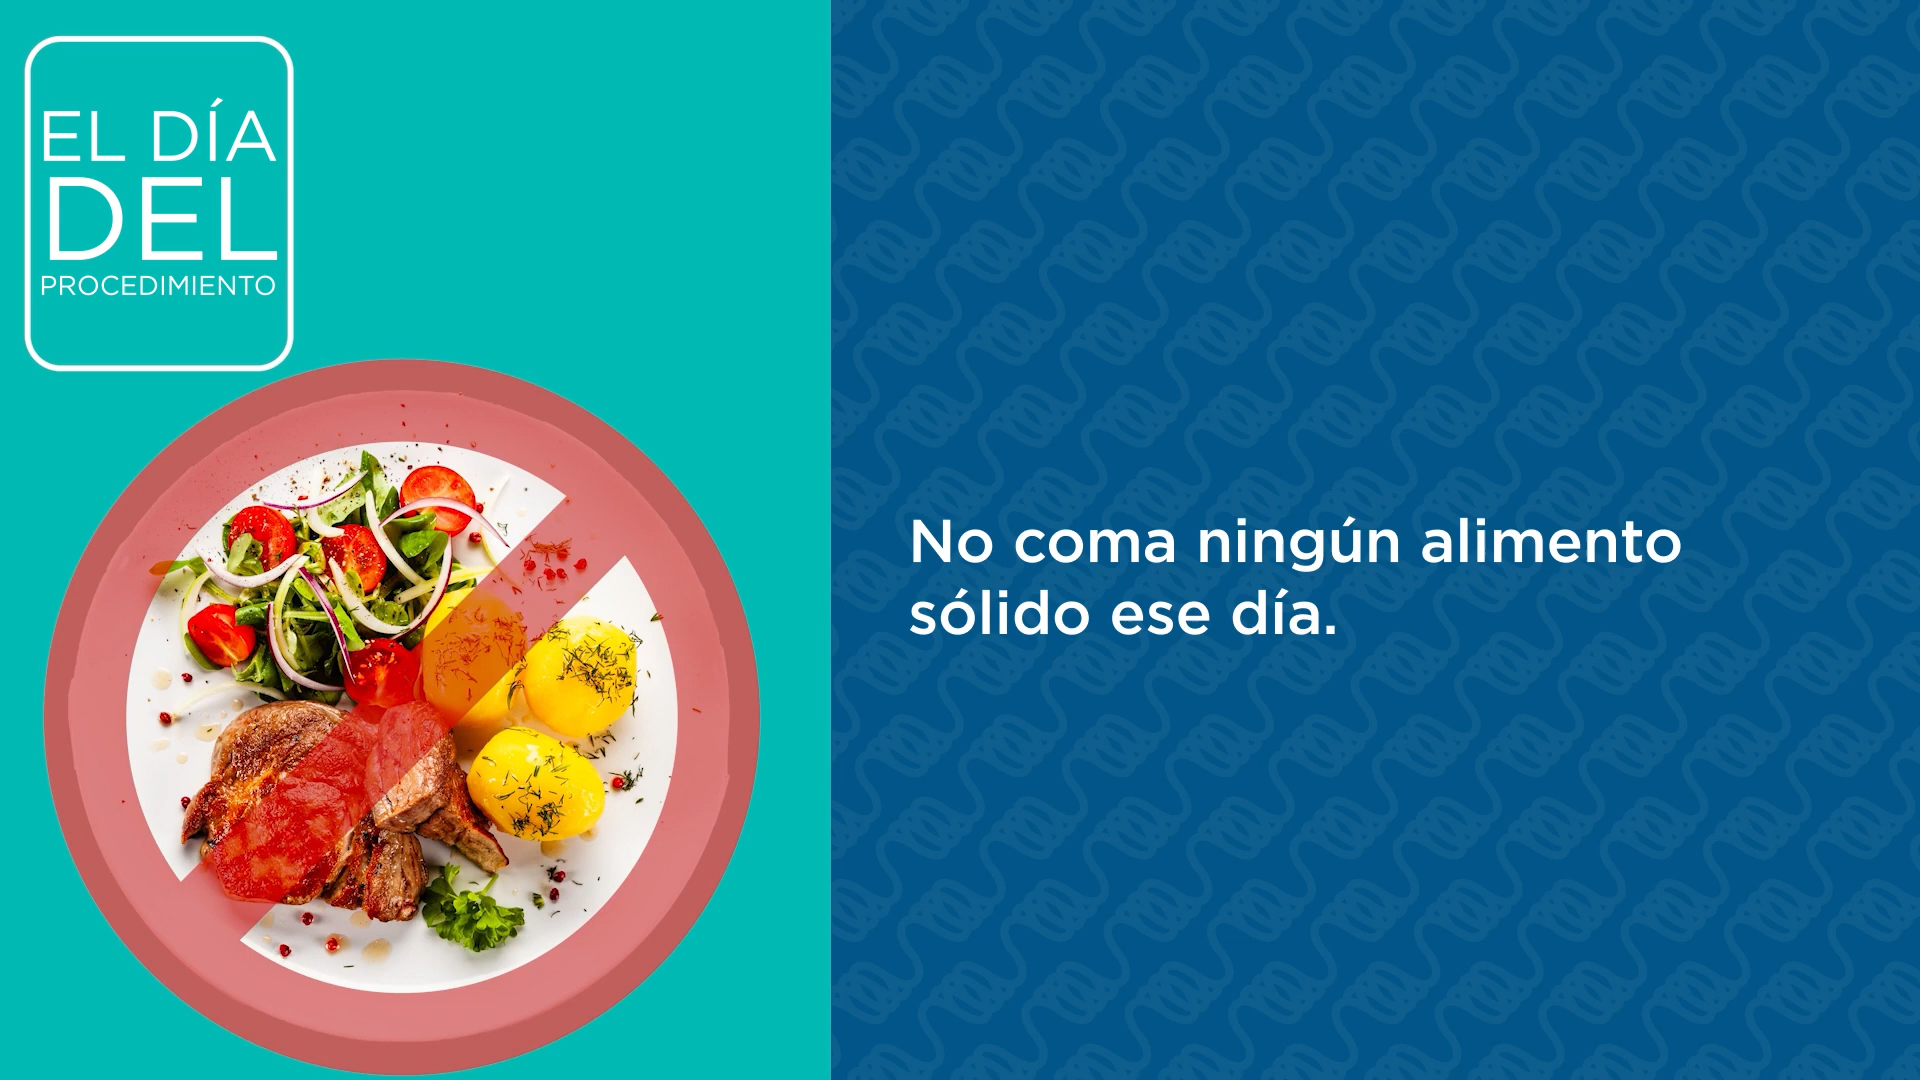 EL DÍA
DEL
PROCEDIMIENTO
No coma ningún alimento
sólido ese día.